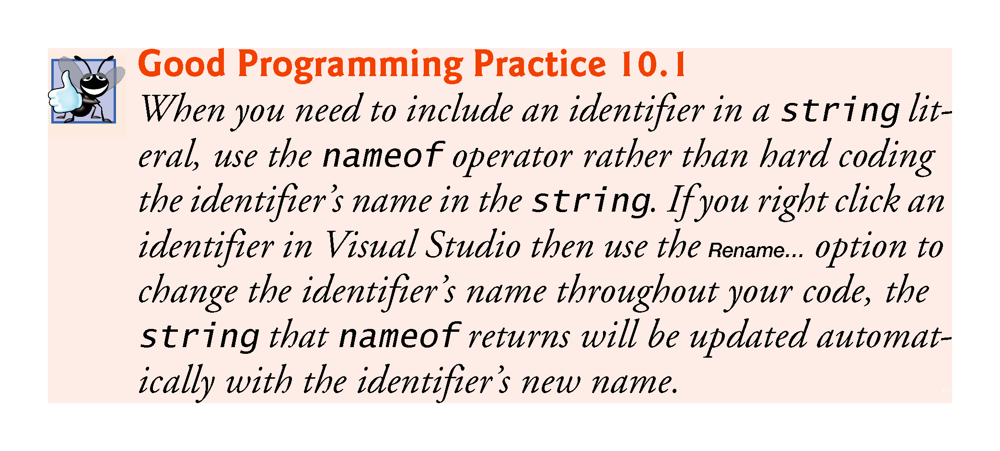 Good Programming Practice 10.1
When you need to include an identifier in a string lit-
eral, use the nameof operator rather than hard coding
the identifier’s name in the string. If you right click an
identifier in Visual Studio then use the Rename... option to
change the identifier’s name throughout your code, the
string that nameof returns will be updated automat-
ically with the identifier’s new name.
10.1